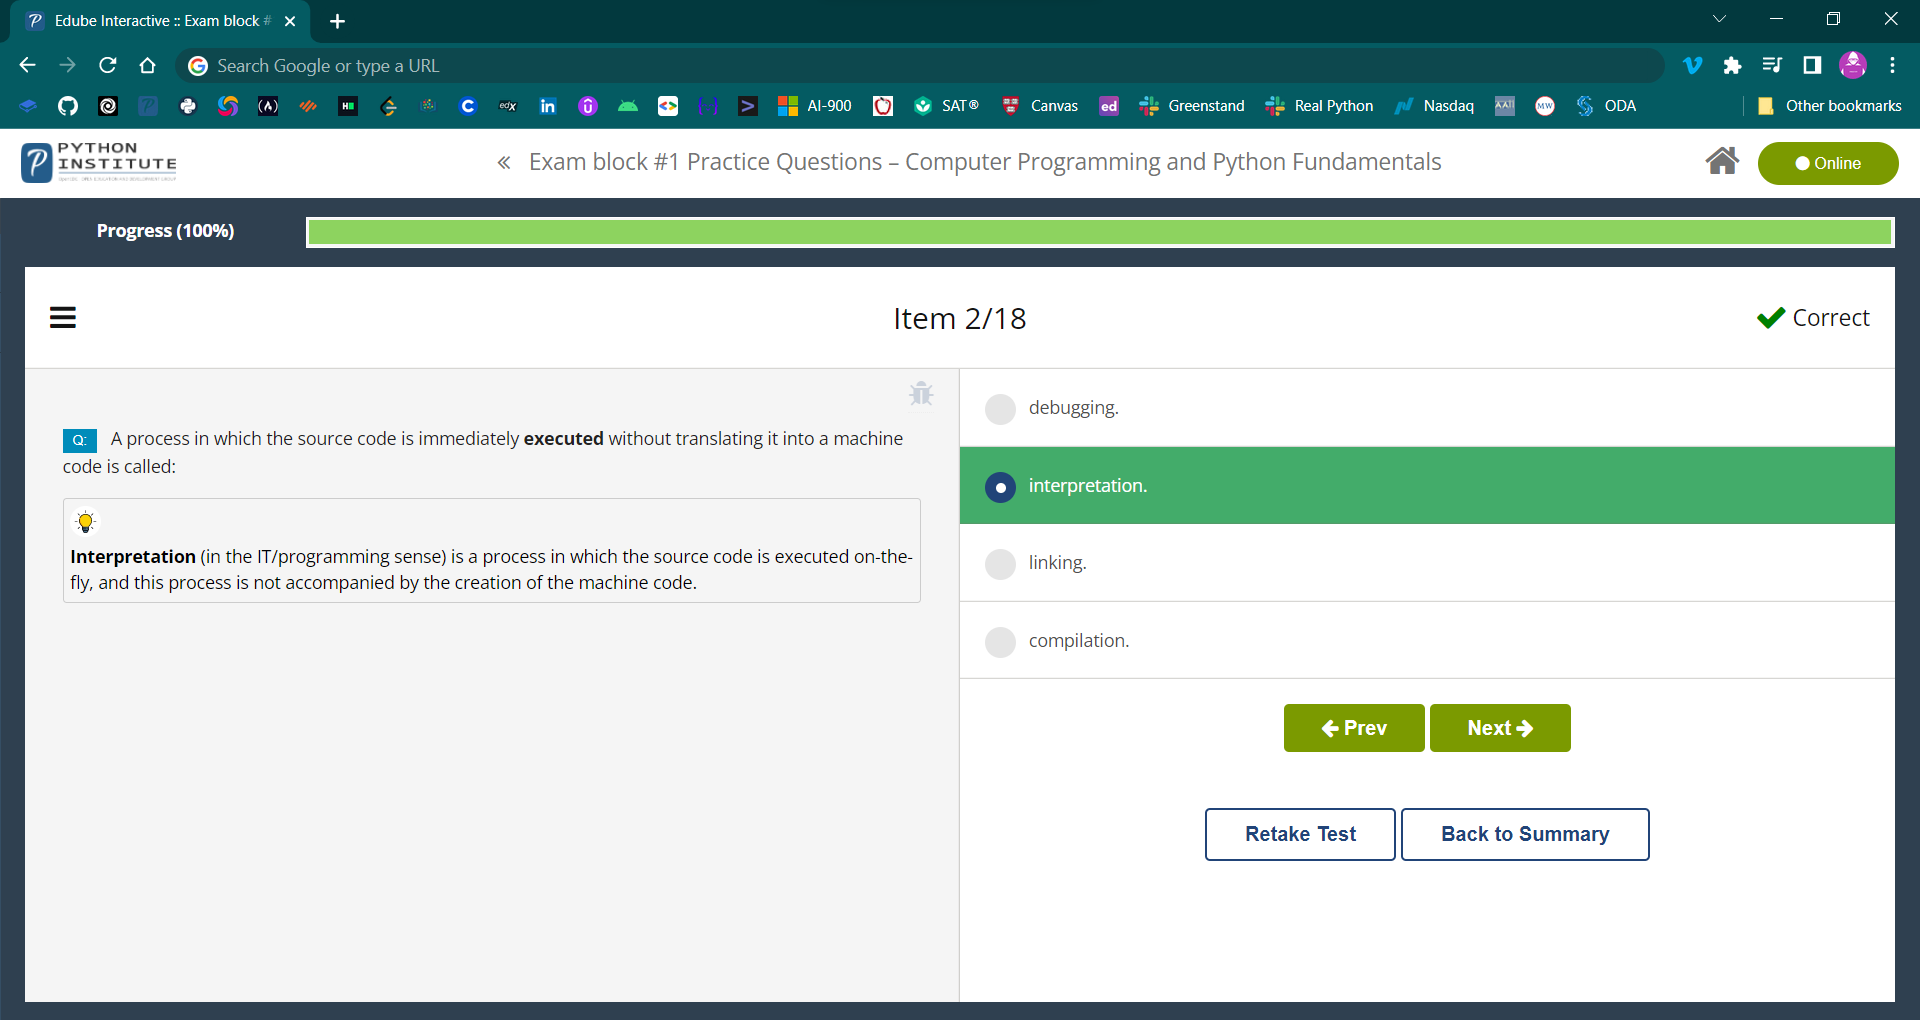 Edube Interactive :: Exam block #
Search Google or type a URL
AI-900
SAT®
Canvas
ed
Greenstand
Real Python
Nasdaq
MW
ODA
Other bookmarks
PYTHON
INSTITUTE
« Exam block #1 Practice Questions – Computer Programming and Python Fundamentals
Online
Progress (100%)
Item 2/18
Correct
Q: A process in which the source code is immediately executed without translating it into a machine
code is called:
Interpretation (in the IT/programming sense) is a process in which the source code is executed on-the-
fly, and this process is not accompanied by the creation of the machine code.
debugging.
interpretation.
linking.
compilation.
Prev
Next
Retake Test
Back to Summary